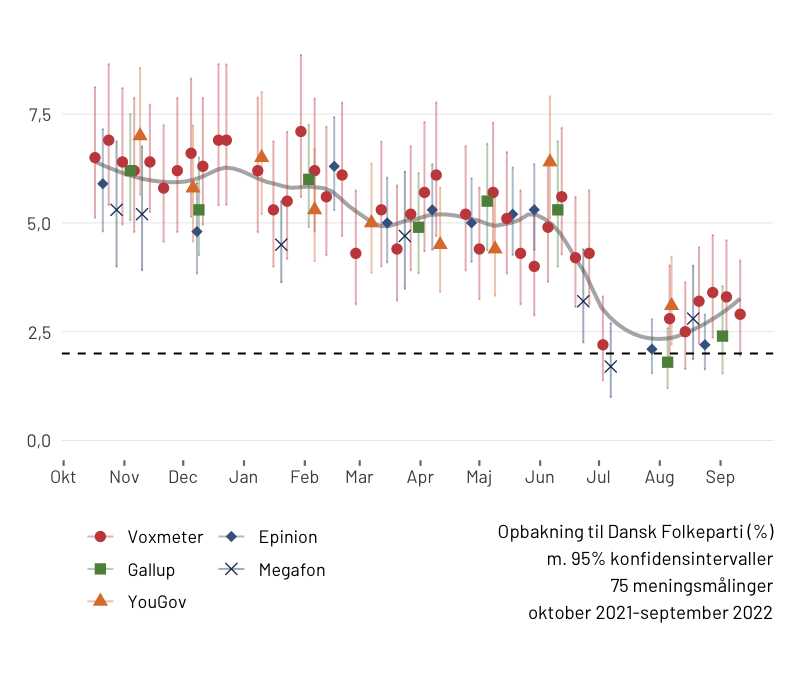 7,5
5,0
2,5
0,0
Okt Nov Dec Jan Feb Mar Apr Maj Jun Jul Aug Sep
Voxmeter Epinion
Gallup Megafon
YouGov
Opbakning til Dansk Folkeparti (%)
m. 95% konfidensintervaller
75 meningsmålinger
oktober 2021-september 2022